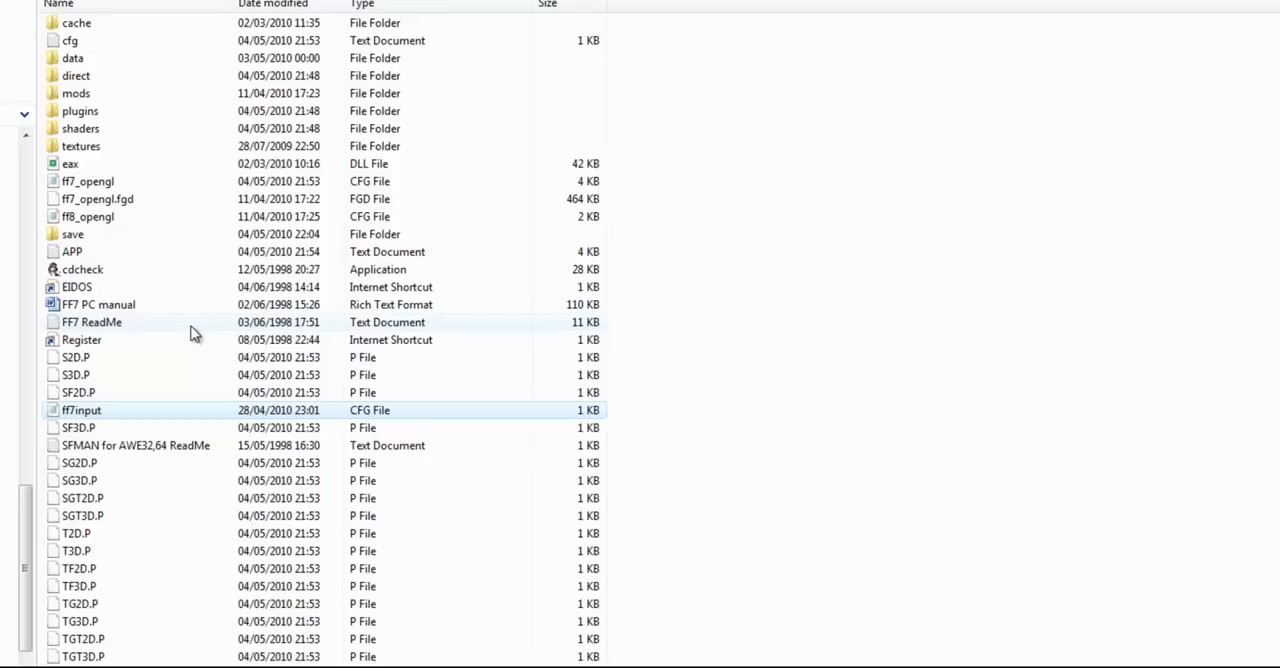 Name Date modified Type Size
cache 02/03/2010 11:35 File Folder
cfg 04/05/2010 21:53 Text Document 1 KB
data 03/05/2010 00:00 File Folder
direct 04/05/2010 21:48 File Folder
mods 11/04/2010 17:23 File Folder
plugins 04/05/2010 21:48 File Folder
shaders 04/05/2010 21:48 File Folder
textures 28/07/2009 22:50 File Folder
eax 02/03/2010 10:16 DLL File 42 KB
ff7_opengl 04/05/2010 21:53 CFG File 4 KB
ff7_opengl.fgd 11/04/2010 17:22 FGD File 464 KB
ff8_opengl 11/04/2010 17:25 CFG File 2 KB
save 04/05/2010 22:04 File Folder
APP 04/05/2010 21:54 Text Document 4 KB
cdcheck 12/05/1998 20:27 Application 28 KB
EIDOS 04/06/1998 14:14 Internet Shortcut 1 KB
FF7 PC manual 02/06/1998 15:26 Rich Text Format 110 KB
FF7 ReadMe 03/06/1998 17:51 Text Document 11 KB
Register 08/05/1998 22:44 Internet Shortcut 1 KB
S2D.P 04/05/2010 21:53 P File 1 KB
S3D.P 04/05/2010 21:53 P File 1 KB
SF2D.P 04/05/2010 21:53 P File 1 KB
ff7input 28/04/2010 23:01 CFG File 1 KB
SF3D.P 04/05/2010 21:53 P File 1 KB
SFMAN for AWE32,64 ReadMe 15/05/1998 16:30 Text Document 1 KB
SG2D.P 04/05/2010 21:53 P File 1 KB
SG3D.P 04/05/2010 21:53 P File 1 KB
SGT2D.P 04/05/2010 21:53 P File 1 KB
SGT3D.P 04/05/2010 21:53 P File 1 KB
T2D.P 04/05/2010 21:53 P File 1 KB
T3D.P 04/05/2010 21:53 P File 1 KB
TF2D.P 04/05/2010 21:53 P File 1 KB
TF3D.P 04/05/2010 21:53 P File 1 KB
TG2D.P 04/05/2010 21:53 P File 1 KB
TG3D.P 04/05/2010 21:53 P File 1 KB
TGT2D.P 04/05/2010 21:53 P File 1 KB
TGT3D.P 04/05/2010 21:53 P File 1 KB